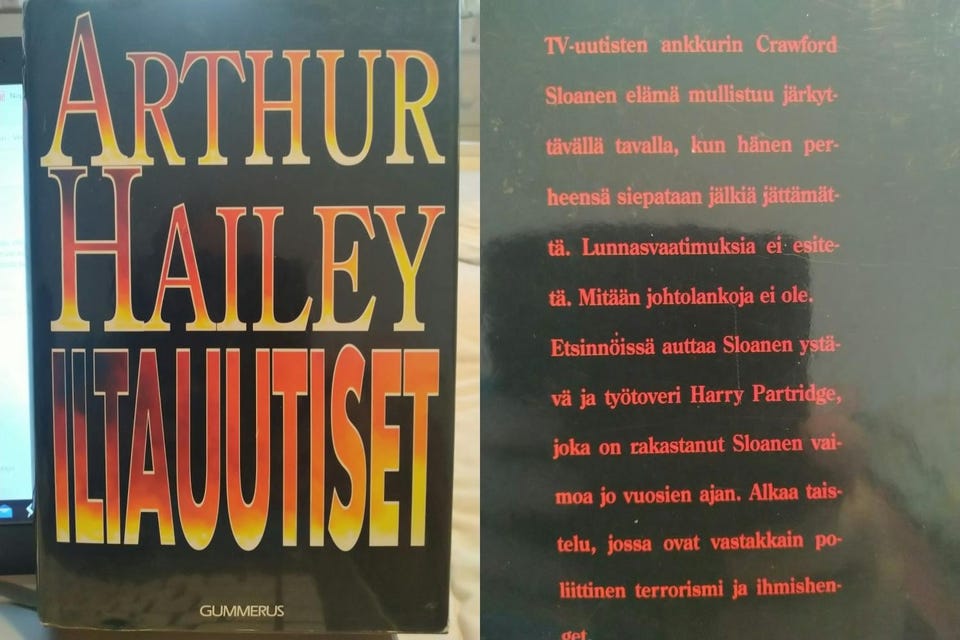 ARTHUR
HAILEY
ILTAUUTISET
GUMMERUS
TV-uutisten ankkurin Crawford
Sloanen elämä mullistuu järkyt-
tävällä tavalla, kun hänen per-
heensä siepataan jälkiä jättämät-
tä. Lunnasvaatimuksia ei esite-
tä. Mitään johtolankoja ei ole.
Etsinnöissä auttaa Sloanen ystä-
vä ja työtoveri Harry Partridge,
joka on rakastanut Sloanen vai-
moa jo vuosien ajan. Alkaa tais-
telu, jossa ovat vastakkain po-
liittinen terrorismi ja ihmishen-
get.